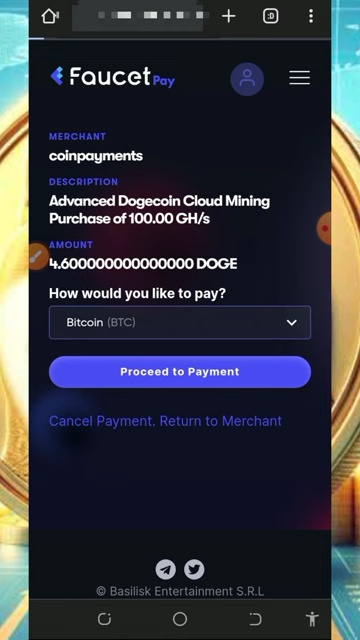 :D
FaucetPay
MERCHANT
coinpayments
DESCRIPTION
Advanced Dogecoin Cloud Mining
Purchase of 100.00 GH/s
AMOUNT
4.600000000000000 DOGE
How would you like to pay?
Bitcoin (BTC)
Proceed to Payment
Cancel Payment. Return to Merchant
© Basilisk Entertainment S.R.L